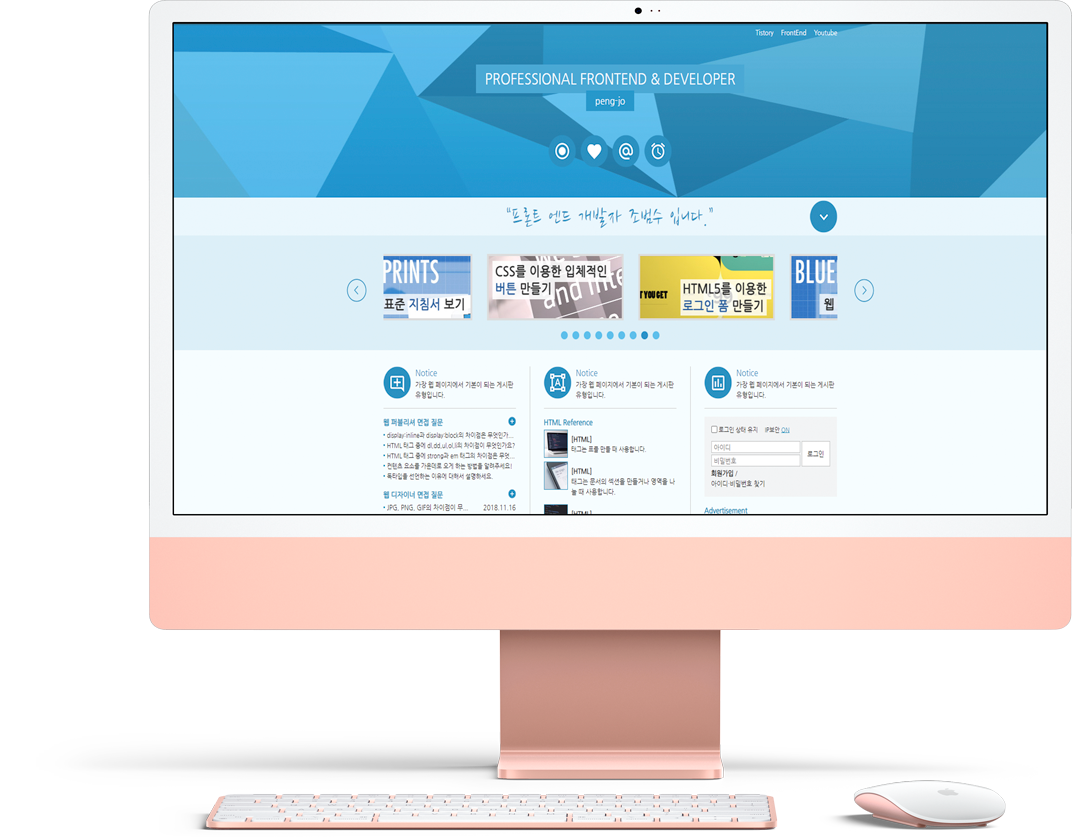 Tistory FrontEnd Youtube
PROFESSIONAL FRONTEND & DEVELOPER
peng-jo
"프론트 엔드 개발자 조범수 입니다."
PRINTS
표준 지침서 보기
CSS를 이용한 입체적인
버튼 만들기
and inte
T YOU GET
HTML5를 이용한
로그인 폼 만들기
BLUE
웹
Notice
가장 웹 페이지에서 기본이 되는 게시판
유형입니다.
웹 퍼블리셔 면접 질문
• display:inline과 display:block의 차이점은 무엇인가...
• HTML 태그 중에 dl,dd,ul,ol,li의 차이점이 무엇인가요?
• HTML 태그 중에 strong과 em 태그의 차이점은 무엇...
• 컨텐츠 요소를 가운데로 오게 하는 방법을 알려주세요!
• 독타입을 선언하는 이유에 대하서 설명하세요.
웹 디자이너 면접 질문
• JPG, PNG, GIF의 차이점이 무... 2018.11.16
Notice
가장 웹 페이지에서 기본이 되는 게시판
유형입니다.
HTML Reference
[HTML]
태그는 표를 만들 때 사용합니다.
[HTML]
태그는 문서의 섹션을 만들거나 영역을 나
눌 때 사용합니다.
[HTML]
Notice
가장 웹 페이지에서 기본이 되는 게시판
유형입니다.
로그인 상태 유지 IP보안 ON
아이디
비밀번호
로그인
회원가입 /
아이디·비밀번호 찾기
Advertisement